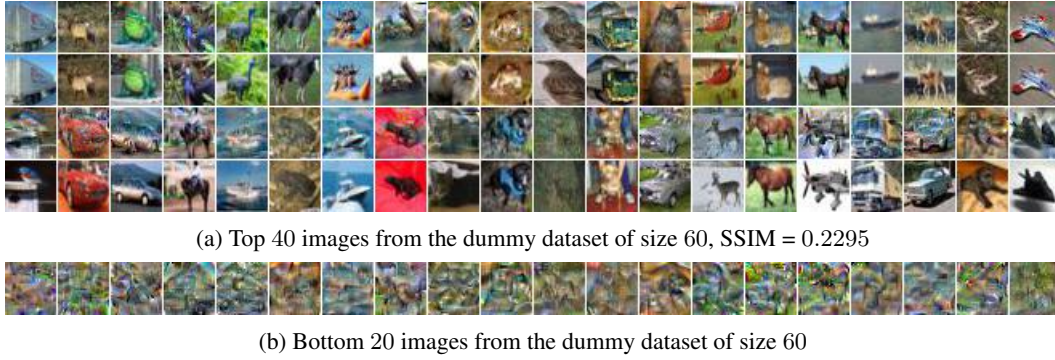 (a) Top 40 images from the dummy dataset of size 60, SSIM = 0.2295
(b) Bottom 20 images from the dummy dataset of size 60